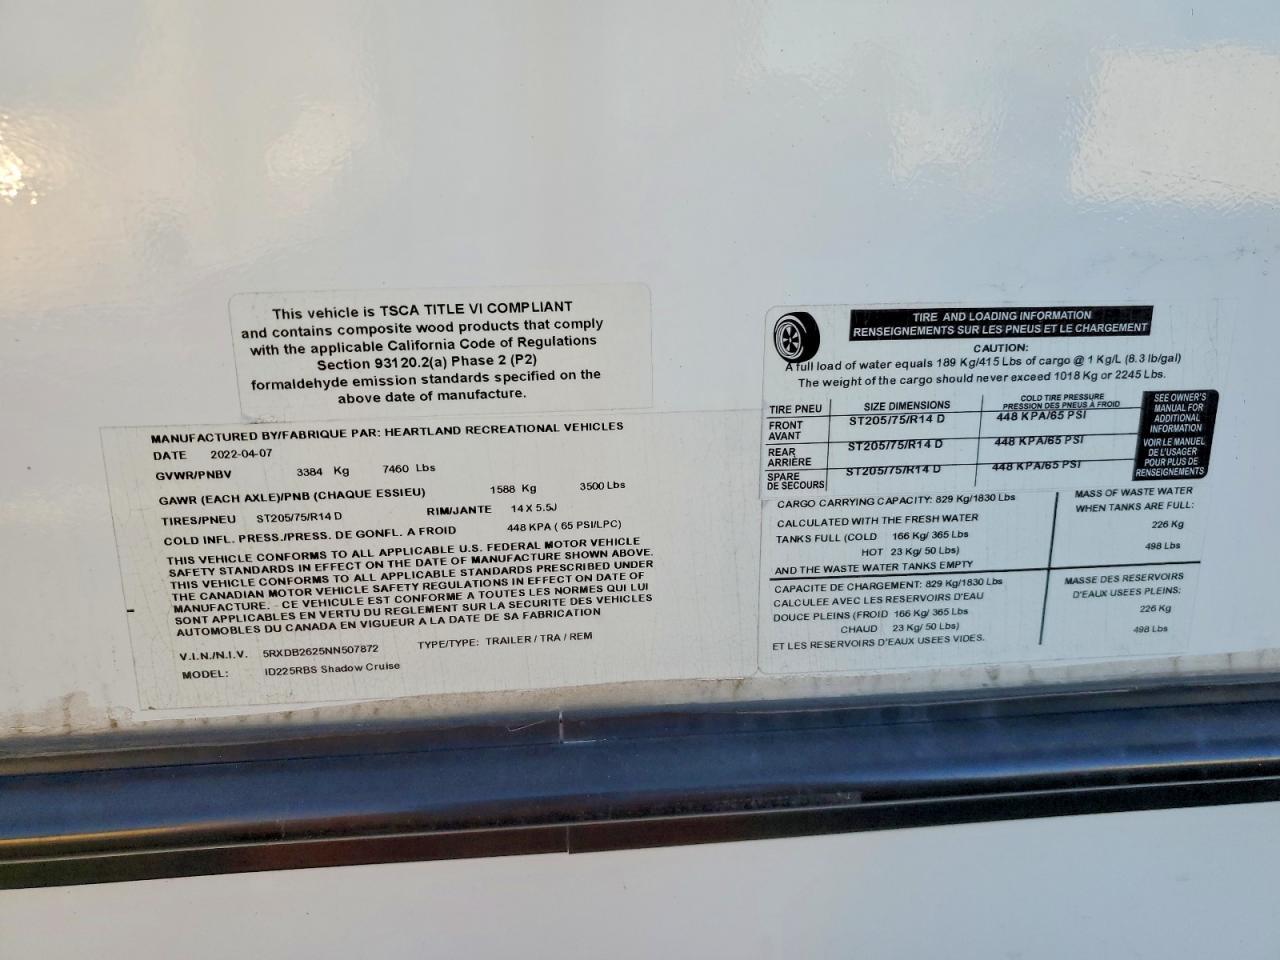 This vehicle is TSCA TITLE VI COMPLIANT
and contains composite wood products that comply
with the applicable California Code of Regulations
Section 93120.2(a) Phase 2 (P2)
formaldehyde emission standards specified on the
above date of manufacture.
MANUFACTURED BY/FABRIQUE PAR: HEARTLAND RECREATIONAL VEHICLES
DATE 2022-04-07
GVWR/PNBV 3384 Kg 7460 Lbs
GAWR (EACH AXLE)/PNB (CHAQUE ESSIEU) 1588 Kg 3500 Lbs
TIRES/PNEU ST205/75/R14 D RIM/JANTE 14 X 5.5J
COLD INFL. PRESS./PRESS. DE GONFL. A FROID 448 KPA ( 65 PSI/LPC)
THIS VEHICLE CONFORMS TO ALL APPLICABLE U.S. FEDERAL MOTOR VEHICLE
SAFETY STANDARDS IN EFFECT ON THE DATE OF MANUFACTURE SHOWN ABOVE.
THIS VEHICLE CONFORMS TO ALL APPLICABLE STANDARDS PRESCRIBED UNDER
THE CANADIAN MOTOR VEHICLE SAFETY REGULATIONS IN EFFECT ON DATE OF
MANUFACTURE. - CE VEHICULE EST CONFORME A TOUTES LES NORMES QUI LUI
SONT APPLICABLES EN VERTU DU REGLEMENT SUR LA SECURITE DES VEHICLES
AUTOMOBLES DU CANADA EN VIGUEUR A LA DATE DE SA FABRICATION
V.I.N./N.I.V. 5RXDB2625NN507872 TYPE/TYPE: TRAILER / TRA / REM
MODEL: ID225RBS Shadow Cruise
TIRE AND LOADING INFORMATION
RENSEIGNEMENTS SUR LES PNEUS ET LE CHARGEMENT
CAUTION:
A full load of water equals 189 Kg/415 Lbs of cargo @ 1 Kg/L (8.3 lb/gal)
The weight of the cargo should never exceed 1018 Kg or 2245 Lbs.
TIRE PNEU SIZE DIMENSIONS COLD TIRE PRESSURE
PRESSION DES PNEUS À FROID
FRONT
AVANT ST205/75/R14 D 448 KPA/65 PSI
REAR
ARRIÈRE ST205/75/R14 D 448 KPA/65 PSI
SPARE
DE SECOURS ST205/75/R14 D 448 KPA/65 PSI
SEE OWNER'S
MANUAL FOR
ADDITIONAL
INFORMATION
VOIR LE MANUEL
DE L'USAGER
POUR PLUS DE
RENSEIGNEMENTS
CARGO CARRYING CAPACITY: 829 Kg/1830 Lbs
CALCULATED WITH THE FRESH WATER
TANKS FULL (COLD 166 Kg/ 365 Lbs
HOT 23 Kg/ 50 Lbs)
AND THE WASTE WATER TANKS EMPTY
MASS OF WASTE WATER
WHEN TANKS ARE FULL:
226 Kg
498 Lbs
CAPACITE DE CHARGEMENT: 829 Kg/1830 Lbs
CALCULEE AVEC LES RESERVOIRS D'EAU
DOUCE PLEINS (FROID 166 Kg/ 365 Lbs
CHAUD 23 Kg/ 50 Lbs)
ET LES RESERVOIRS D'EAUX USEES VIDES.
MASSE DES RESERVOIRS
D'EAUX USEES PLEINS:
226 Kg
498 Lbs